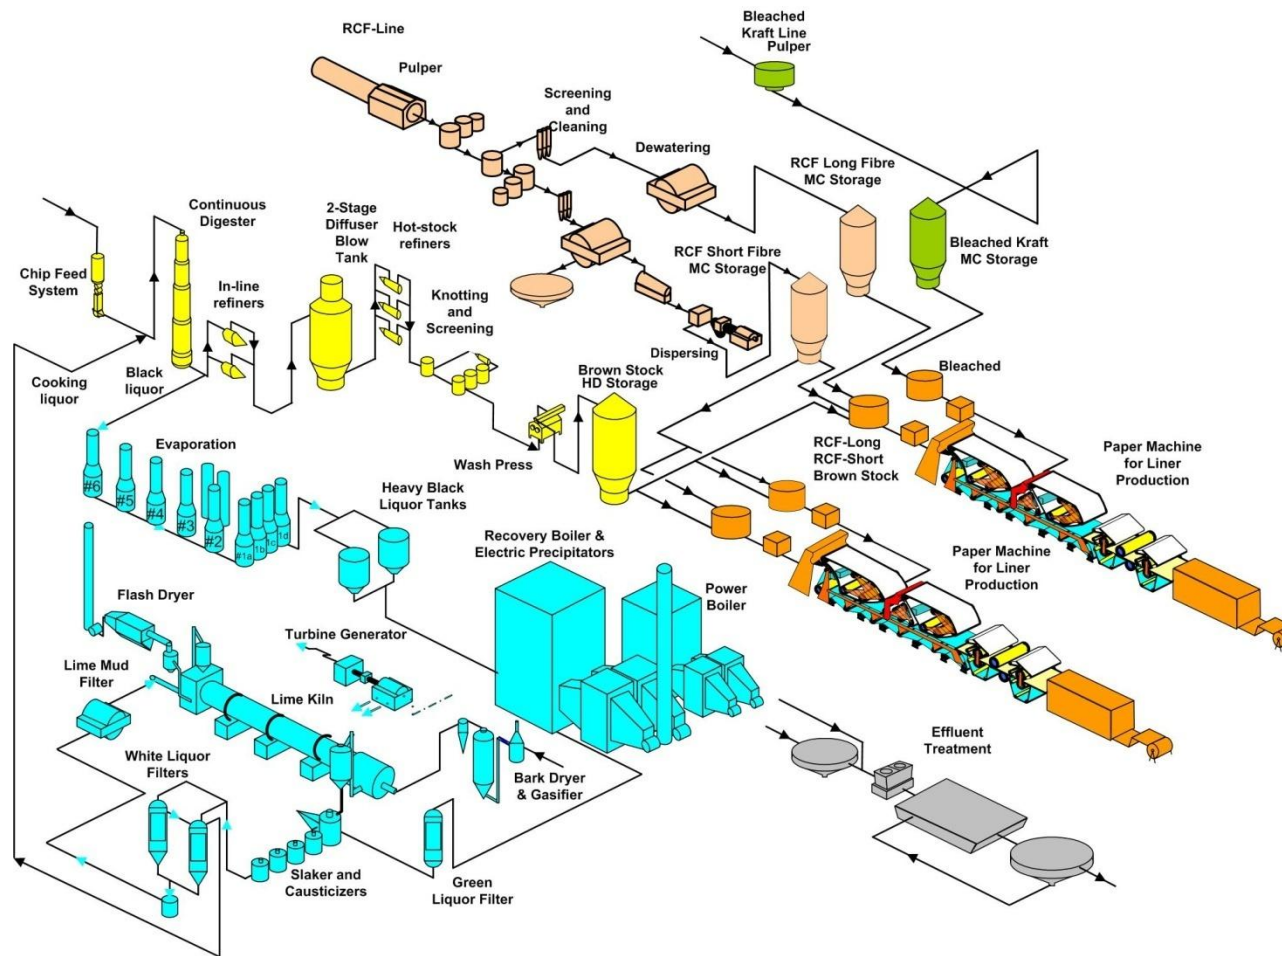 Bleached
Kraft Line
Pulper
RCF-Line
Pulper
Screening
and
Cleaning
Dewatering
RCF Long Fibre
MC Storage
Continuous
Digester
2-Stage
Diffuser
Blow
Tank
Hot-stock
refiners
RCF Short Fibre
MC Storage
Bleached Kraft
MC Storage
Chip Feed
System
In-line
refiners
Knotting
and
Screening
Dispersing
Bleached
Cooking
liquor
Black
liquor
Brown Stock
HD Storage
Evaporation
Wash Press
RCF-Long
RCF-Short
Brown Stock
Paper Machine
for Liner
Production
#6
#5
#4
#3
#2
#1a
1b
1c
1d
Heavy Black
Liquor Tanks
Recovery Boiler &
Electric Precipitators
Power
Boiler
Paper Machine
for Liner
Production
Flash Dryer
Turbine Generator
Lime Mud
Filter
Lime Kiln
White Liquor
Filters
Bark Dryer
& Gasifier
Effluent
Treatment
Slaker and
Causticizers
Green
Liquor Filter